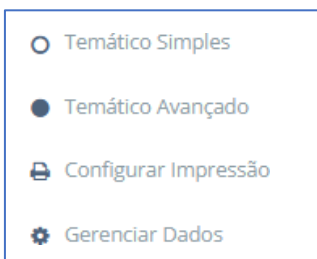 Temático Simples
Temático Avançado
Configurar Impressão
Gerenciar Dados